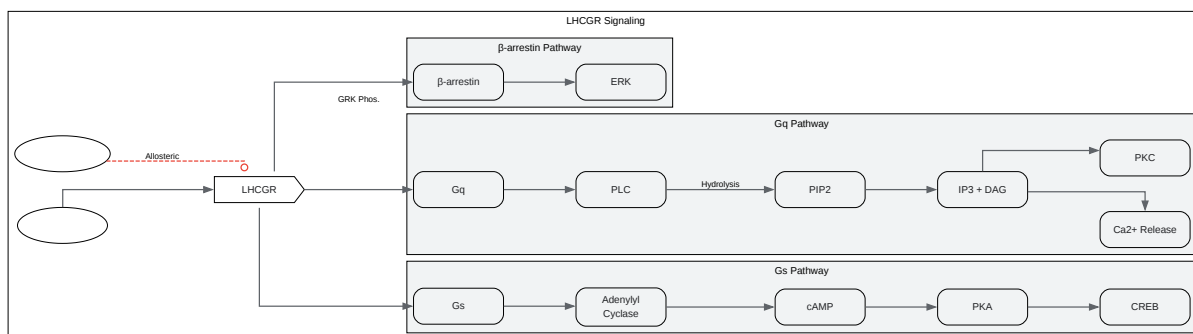 LHCGR Signaling
β-arrestin Pathway
β-arrestin
ERK
GRK Phos.
Gq Pathway
Allosteric
LHCGR
Gq
PLC
Hydrolysis
PIP2
IP3 + DAG
PKC
Ca2+ Release
Gs Pathway
Gs
Adenylyl
Cyclase
cAMP
PKA
CREB